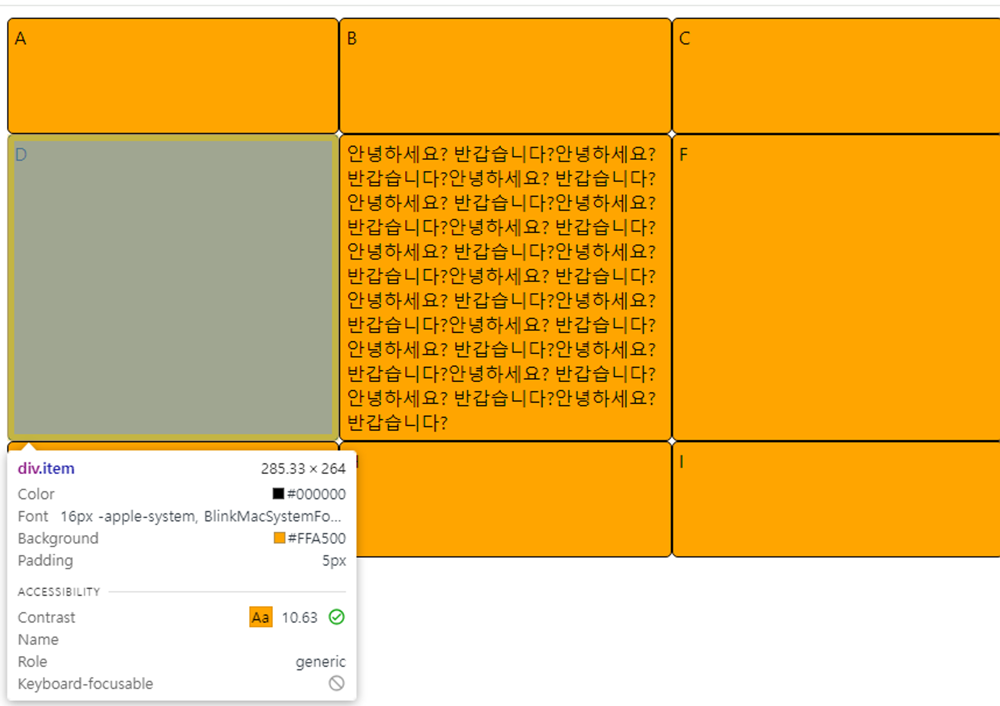 A
B
C
D
안녕하세요? 반갑습니다?안녕하세요?
반갑습니다?안녕하세요? 반갑습니다?
안녕하세요? 반갑습니다?안녕하세요?
반갑습니다?안녕하세요? 반갑습니다?
안녕하세요? 반갑습니다?안녕하세요?
반갑습니다?안녕하세요? 반갑습니다?
안녕하세요? 반갑습니다?안녕하세요?
반갑습니다?안녕하세요? 반갑습니다?
안녕하세요? 반갑습니다?안녕하세요?
반갑습니다?안녕하세요? 반갑습니다?
안녕하세요? 반갑습니다?안녕하세요?
반갑습니다?
F
I
div.item 285.33 × 264
Color #000000
Font 16px -apple-system, BlinkMacSystemFo...
Background #FFA500
Padding 5px
ACCESSIBILITY
Contrast Aa 10.63
Name
Role generic
Keyboard-focusable